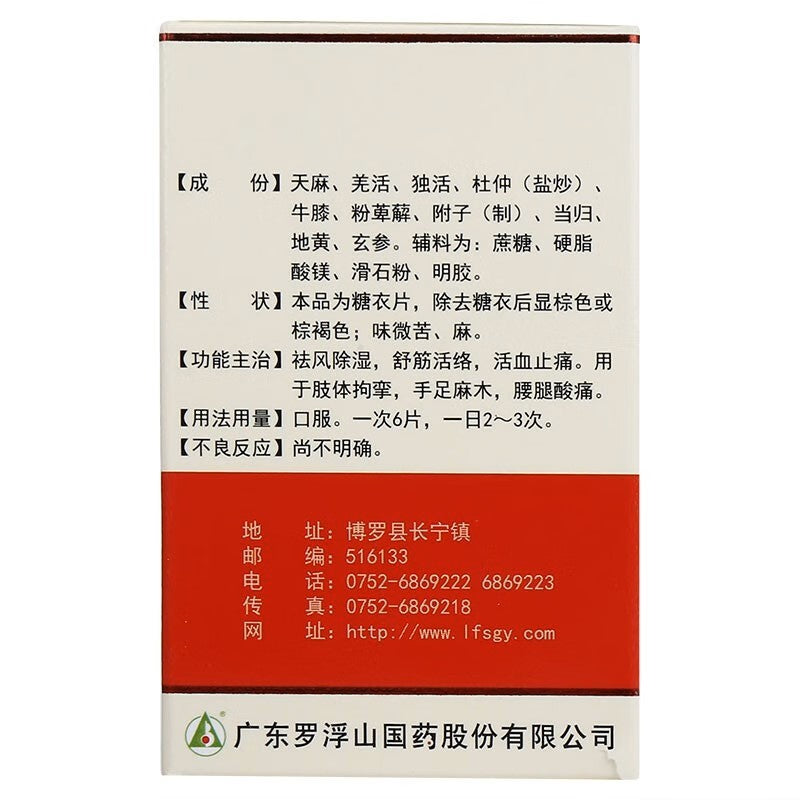 【成　份】天麻、羌活、独活、杜仲（盐炒）、
牛膝、粉萆薢、附子（制）、当归、
地黄、玄参。辅料为：蔗糖、硬脂
酸镁、滑石粉、明胶。
【性　状】本品为糖衣片，除去糖衣后显棕色或
棕褐色；味微苦、麻。
【功能主治】祛风除湿，舒筋活络，活血止痛。用
于肢体拘挛，手足麻木，腰腿酸痛。
【用法用量】口服。一次6片，一日2～3次。
【不良反应】尚不明确。
地　址：博罗县长宁镇
邮　编：516133
电　话：0752-6869222 6869223
传　真：0752-6869218
网　址：http://www.lfsgy.com
® 广东罗浮山国药股份有限公司